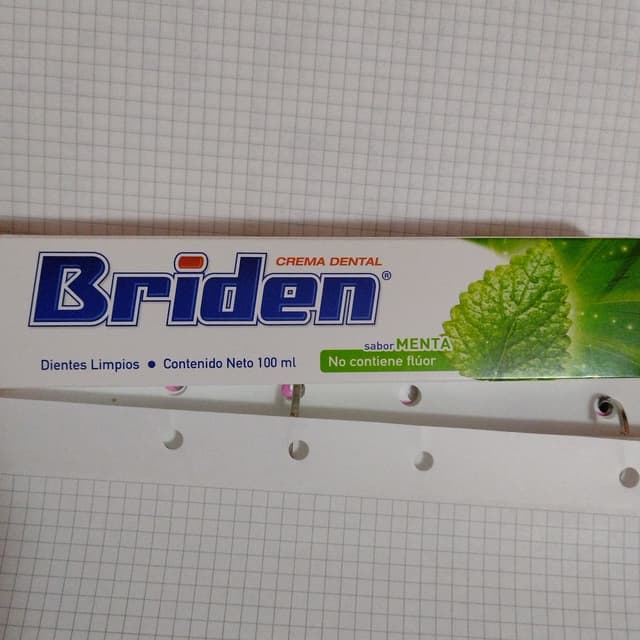 CREMA DENTAL
Briden®
sabor MENTA
Dientes Limpios • Contenido Neto 100 ml
No contiene flúor